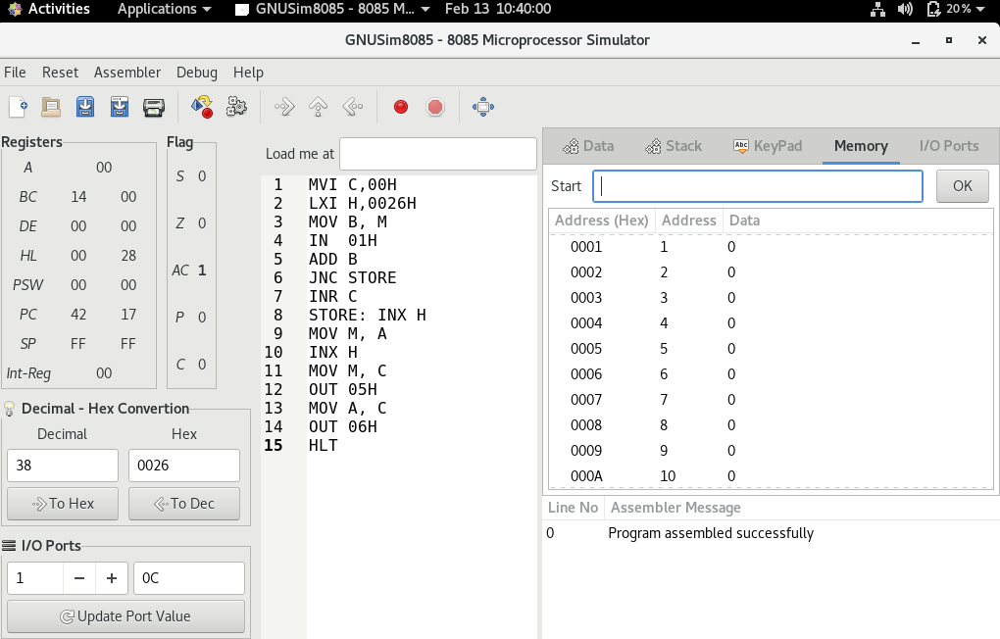 Activities Applications GNUSim8085 - 8085 M... Feb 13 10:40:00 20%
GNUSim8085 - 8085 Microprocessor Simulator
File Reset Assembler Debug Help
Registers
A 00
BC 14 00
DE 00 00
HL 00 28
PSW 00 00
PC 42 17
SP FF FF
Int-Reg 00
Flag
S 0
Z 0
AC 1
P 0
C 0
Decimal - Hex Convertion
Decimal Hex
38 0026
To Hex To Dec
I/O Ports
1 − + 0C
Update Port Value
Load me at
1 MVI C,00H
2 LXI H,0026H
3 MOV B, M
4 IN 01H
5 ADD B
6 JNC STORE
7 INR C
8 STORE: INX H
9 MOV M, A
10 INX H
11 MOV M, C
12 OUT 05H
13 MOV A, C
14 OUT 06H
15 HLT
Data Stack Abc KeyPad Memory I/O Ports
Start OK
Address (Hex) Address Data
0001 1 0
0002 2 0
0003 3 0
0004 4 0
0005 5 0
0006 6 0
0007 7 0
0008 8 0
0009 9 0
000A 10 0
Line No Assembler Message
0 Program assembled successfully